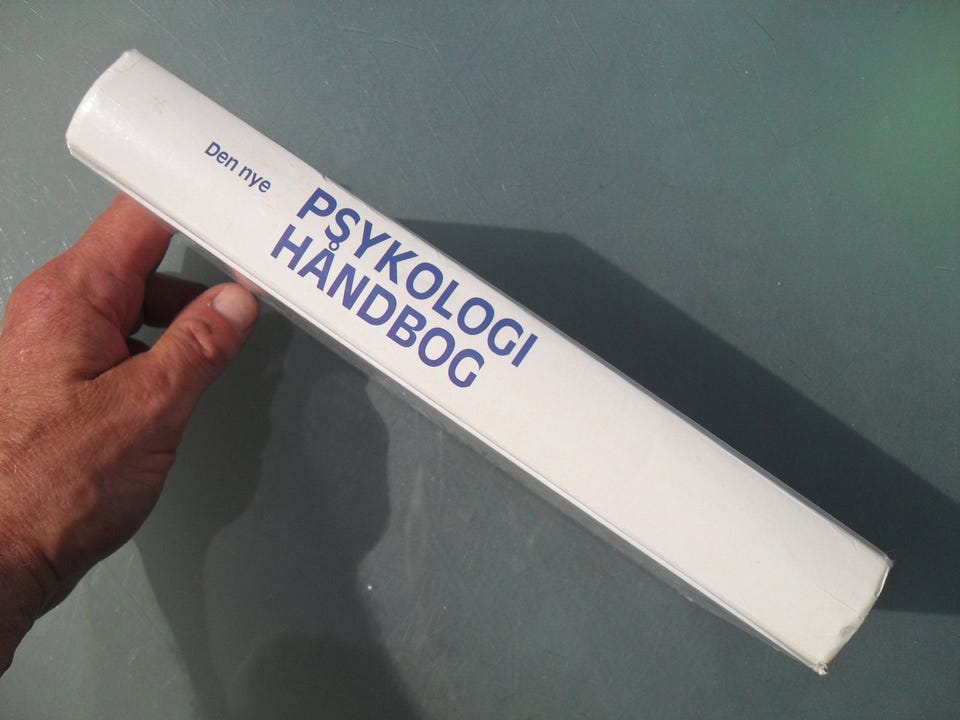 Den nye
PSYKOLOGI
HÅNDBOG